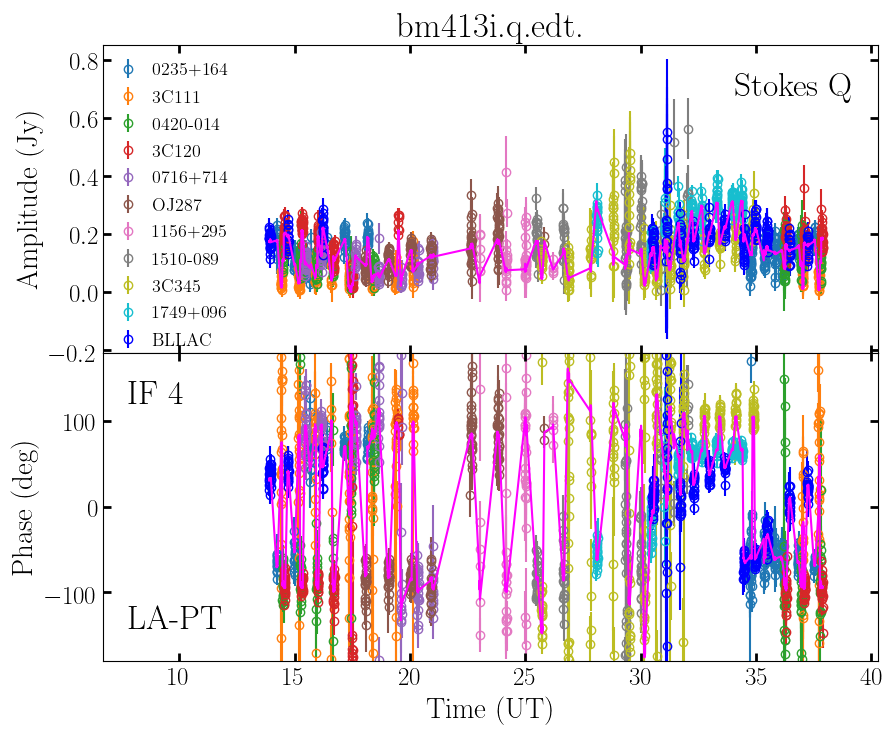 bm413i.q.edt.
Stokes Q
0235+164
3C111
0420-014
3C120
0716+714
OJ287
1156+295
1510-089
3C345
1749+096
BLLAC
Amplitude (Jy)
0.8
0.6
0.4
0.2
0.0
−0.2
IF 4
LA-PT
Phase (deg)
100
0
−100
10 15 20 25 30 35 40
Time (UT)